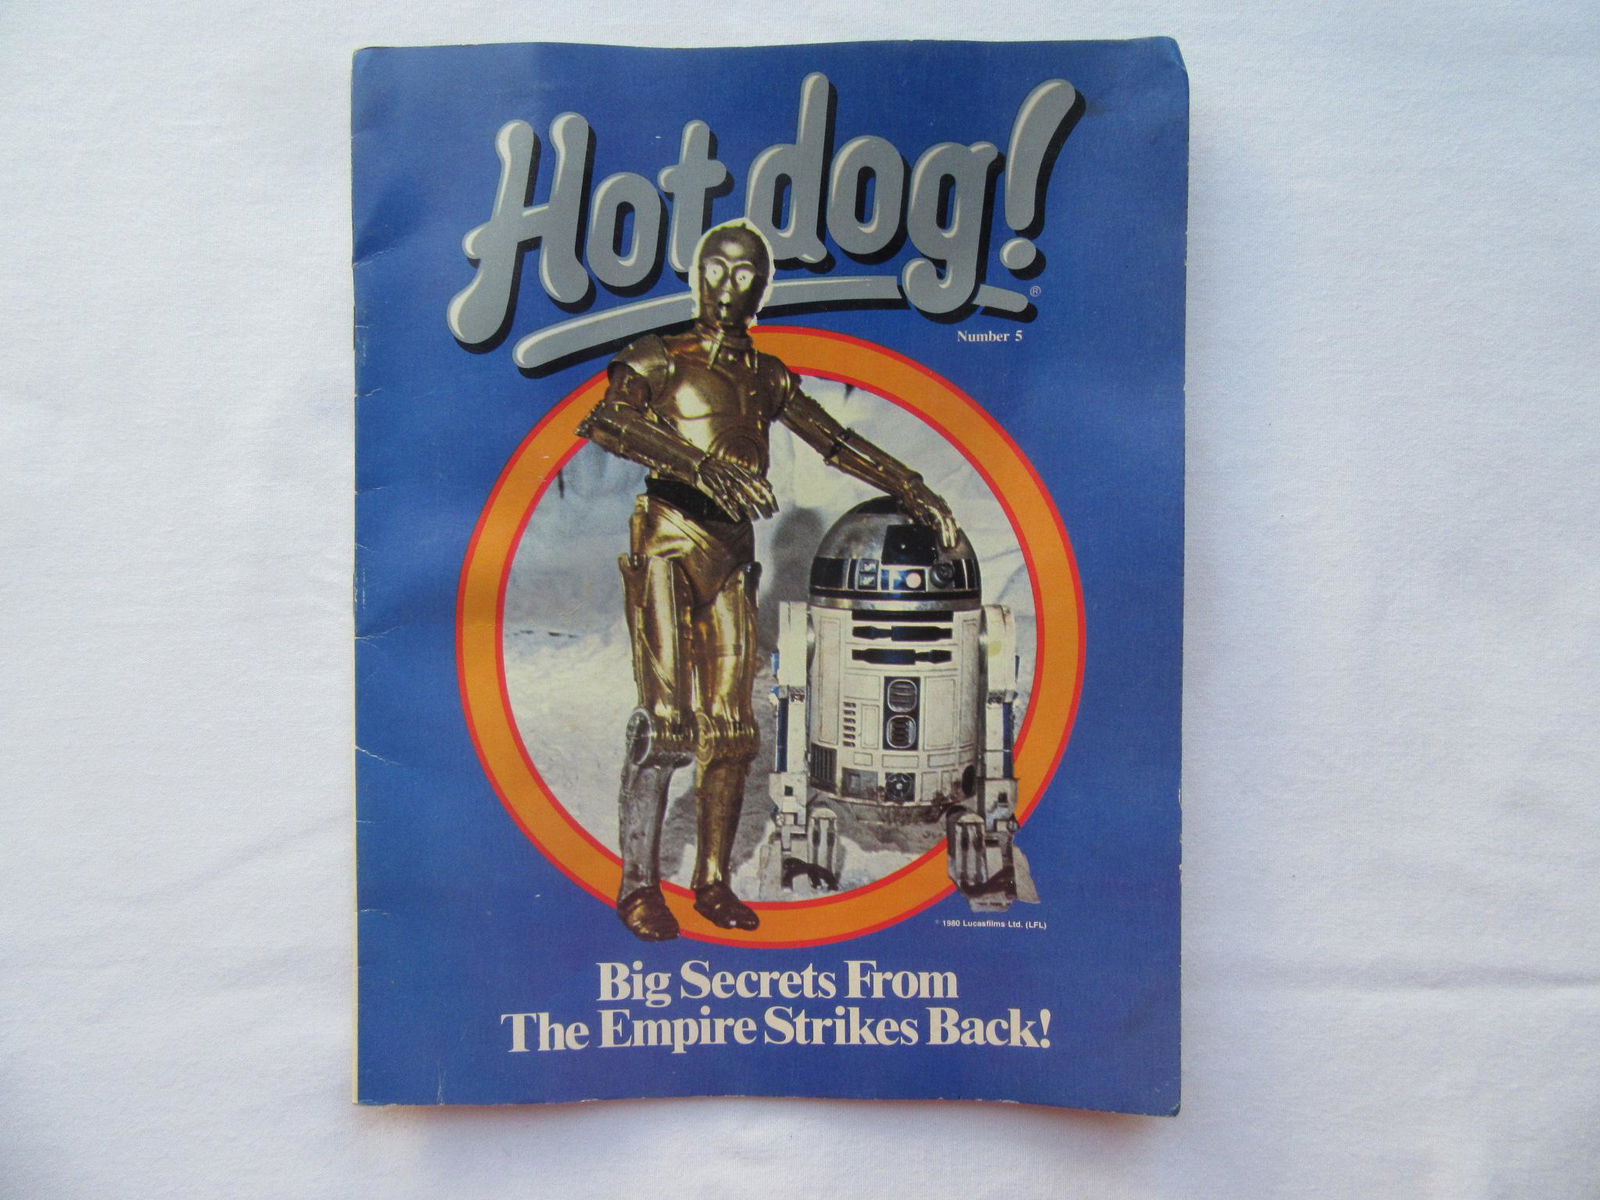 Hot dog!
®
Number 5
© 1980 Lucasfilms Ltd. (LFL)
Big Secrets From
The Empire Strikes Back!